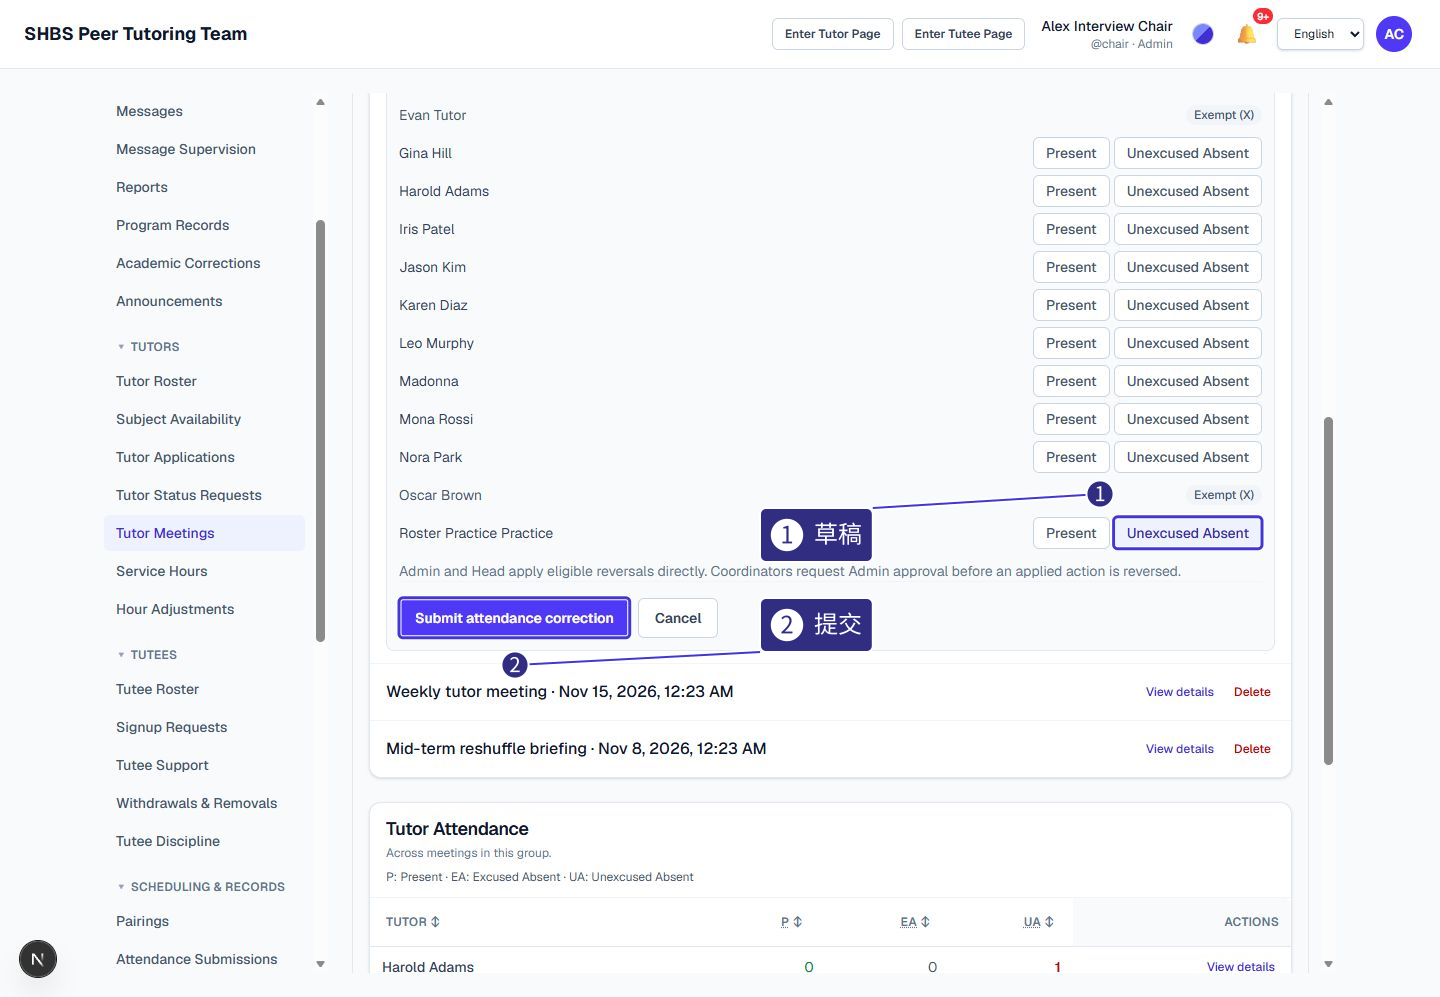 SHBS Peer Tutoring Team
Enter Tutor Page
Enter Tutee Page
Alex Interview Chair
@chair · Admin
9+
English
AC
Messages
Message Supervision
Reports
Program Records
Academic Corrections
Announcements
TUTORS
Tutor Roster
Subject Availability
Tutor Applications
Tutor Status Requests
Tutor Meetings
Service Hours
Hour Adjustments
TUTEES
Tutee Roster
Signup Requests
Tutee Support
Withdrawals & Removals
Tutee Discipline
SCHEDULING & RECORDS
Pairings
Attendance Submissions
N
Evan Tutor Exempt (X)
Gina Hill Present Unexcused Absent
Harold Adams Present Unexcused Absent
Iris Patel Present Unexcused Absent
Jason Kim Present Unexcused Absent
Karen Diaz Present Unexcused Absent
Leo Murphy Present Unexcused Absent
Madonna Present Unexcused Absent
Mona Rossi Present Unexcused Absent
Nora Park Present Unexcused Absent
Oscar Brown Exempt (X)
1
1 草稿
Roster Practice Practice Present Unexcused Absent
Admin and Head apply eligible reversals directly. Coordinators request Admin approval before an applied action is reversed.
Submit attendance correction Cancel
2 提交
2
Weekly tutor meeting · Nov 15, 2026, 12:23 AM View details Delete
Mid-term reshuffle briefing · Nov 8, 2026, 12:23 AM View details Delete
Tutor Attendance
Across meetings in this group.
P: Present · EA: Excused Absent · UA: Unexcused Absent
TUTOR P EA UA ACTIONS
Harold Adams 0 0 1 View details